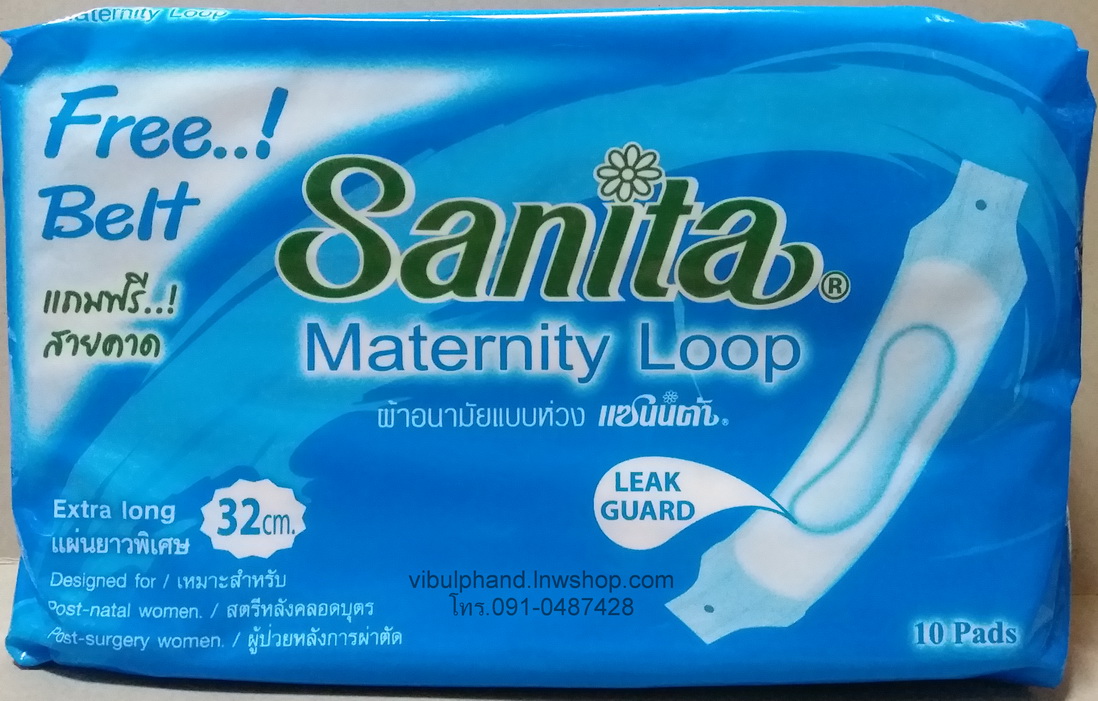 Maternity Loop
Free..!
Belt
แถมฟรี..!
สายคาด
Sanita®
Maternity Loop
ผ้าอนามัยแบบห่วง แซนนิต้า®
LEAK
GUARD
Extra long
แผ่นยาวพิเศษ
32cm.
Designed for / เหมาะสำหรับ
Post-natal women. / สตรีหลังคลอดบุตร
Post-surgery women. / ผู้ป่วยหลังการผ่าตัด
vibulphand.lnwshop.com
โทร.091-0487428
10 Pads